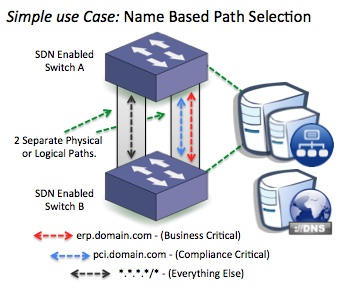 Simple use Case: Name Based Path Selection
SDN Enabled
Switch A
2 Separate Physical
or Logical Paths.
SDN Enabled
Switch B
://DNS
erp.domain.com - (Business Critical)
pci.domain.com - (Compliance Critical)
*.*.*.*/* - (Everything Else)